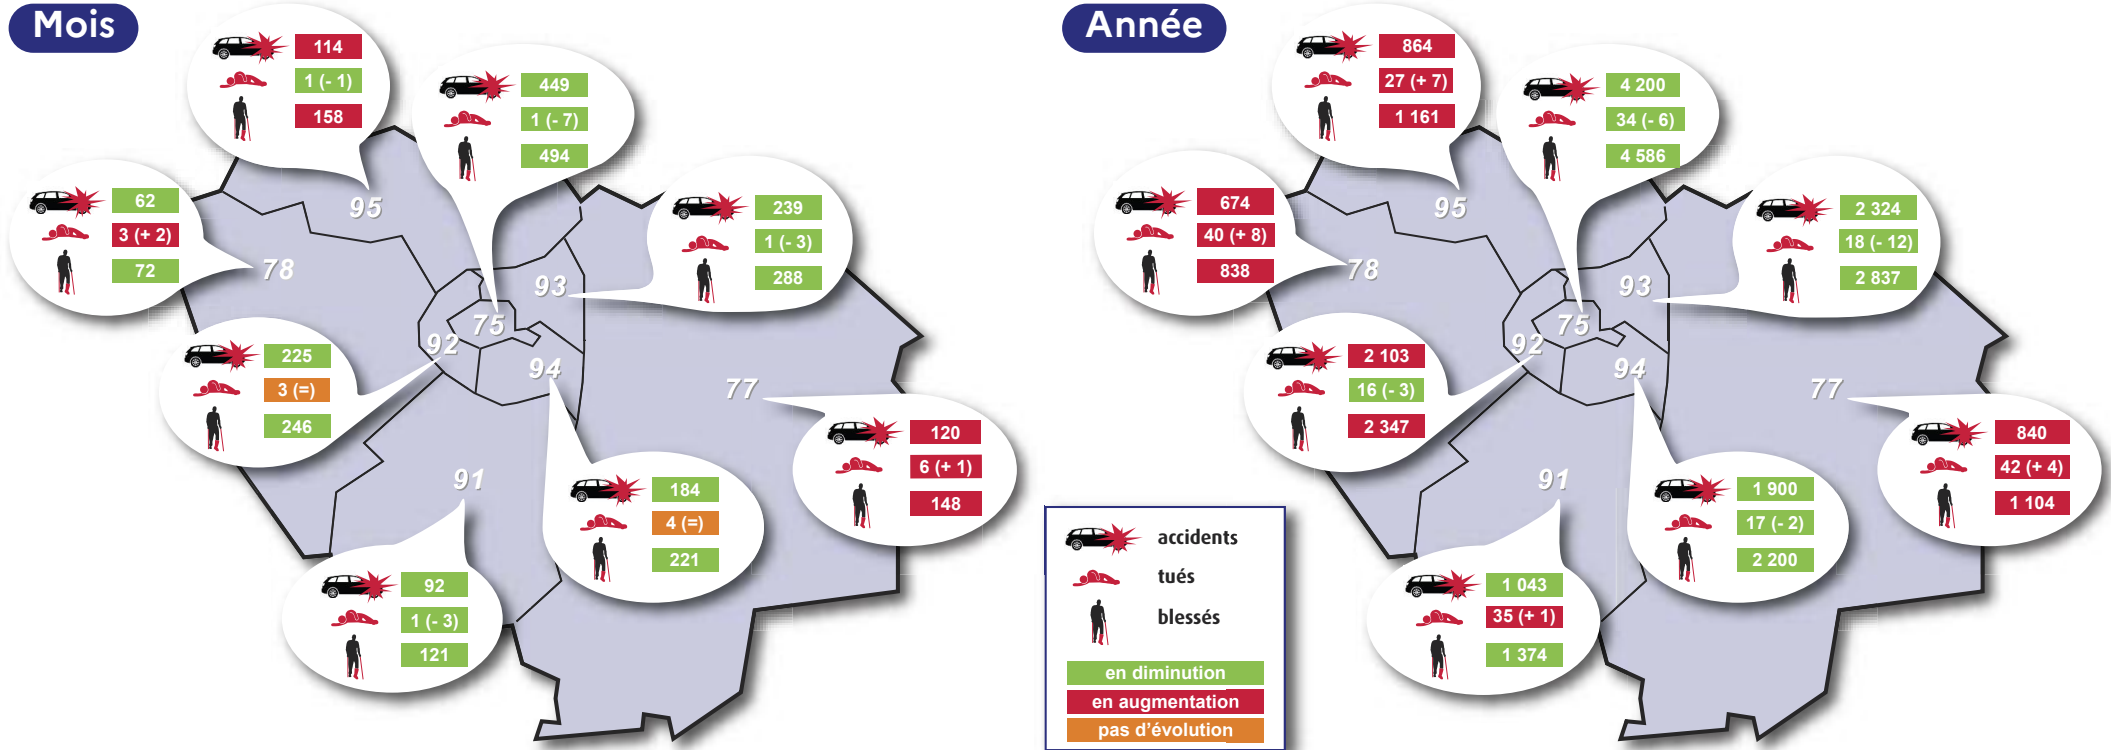 Mois
114
1 (- 1)
158
449
1 (- 7)
494
95
62
3 (+ 2)
72
78
239
1 (- 3)
288
93
75
92
225
3 (=)
246
94
77
120
6 (+ 1)
148
91
184
4 (=)
221
92
1 (- 3)
121
Année
864
27 (+ 7)
1 161
4 200
34 (- 6)
4 586
95
674
40 (+ 8)
838
78
2 324
18 (- 12)
2 837
93
75
92
2 103
16 (- 3)
2 347
94
77
840
42 (+ 4)
1 104
91
1 900
17 (- 2)
2 200
1 043
35 (+ 1)
1 374
accidents
tués
blessés
en diminution
en augmentation
pas d'évolution